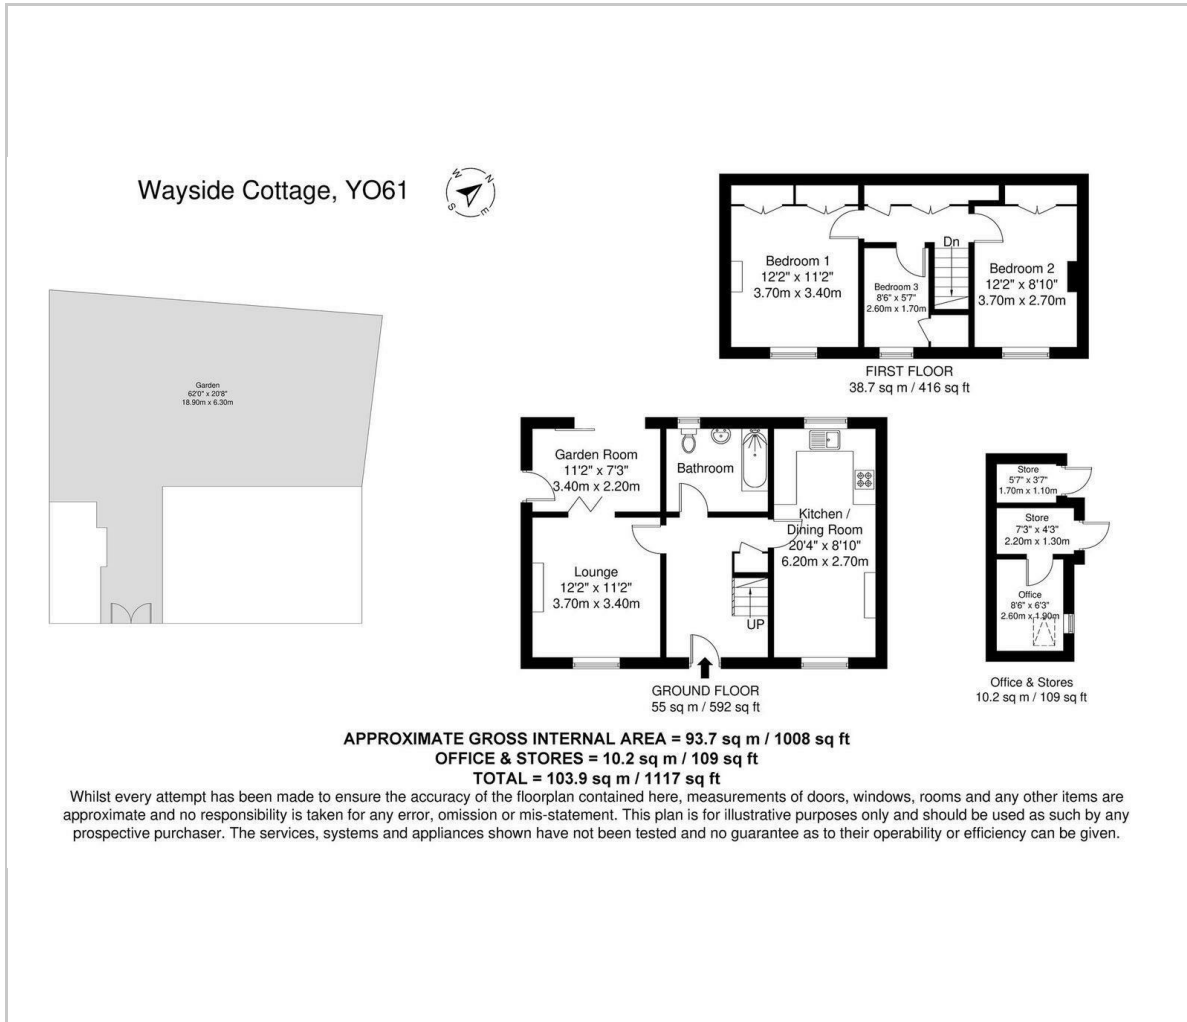 Wayside Cottage, YO61
W
N
S
E
Garden
62'0" x 20'8"
18.90m x 6.30m
Bedroom 1
12'2" x 11'2"
3.70m x 3.40m
Bedroom 3
8'6" x 5'7"
2.60m x 1.70m
Dn
Bedroom 2
12'2" x 8'10"
3.70m x 2.70m
FIRST FLOOR
38.7 sq m / 416 sq ft
Garden Room
11'2" x 7'3"
3.40m x 2.20m
Bathroom
Kitchen /
Dining Room
20'4" x 8'10"
6.20m x 2.70m
Lounge
12'2" x 11'2"
3.70m x 3.40m
UP
GROUND FLOOR
55 sq m / 592 sq ft
Store
5'7" x 3'7"
1.70m x 1.10m
Store
7'3" x 4'3"
2.20m x 1.30m
Office
8'6" x 6'3"
2.60m x 1.90m
Office & Stores
10.2 sq m / 109 sq ft
APPROXIMATE GROSS INTERNAL AREA = 93.7 sq m / 1008 sq ft
OFFICE & STORES = 10.2 sq m / 109 sq ft
TOTAL = 103.9 sq m / 1117 sq ft
Whilst every attempt has been made to ensure the accuracy of the floorplan contained here, measurements of doors, windows, rooms and any other items are
approximate and no responsibility is taken for any error, omission or mis-statement. This plan is for illustrative purposes only and should be used as such by any
prospective purchaser. The services, systems and appliances shown have not been tested and no guarantee as to their operability or efficiency can be given.